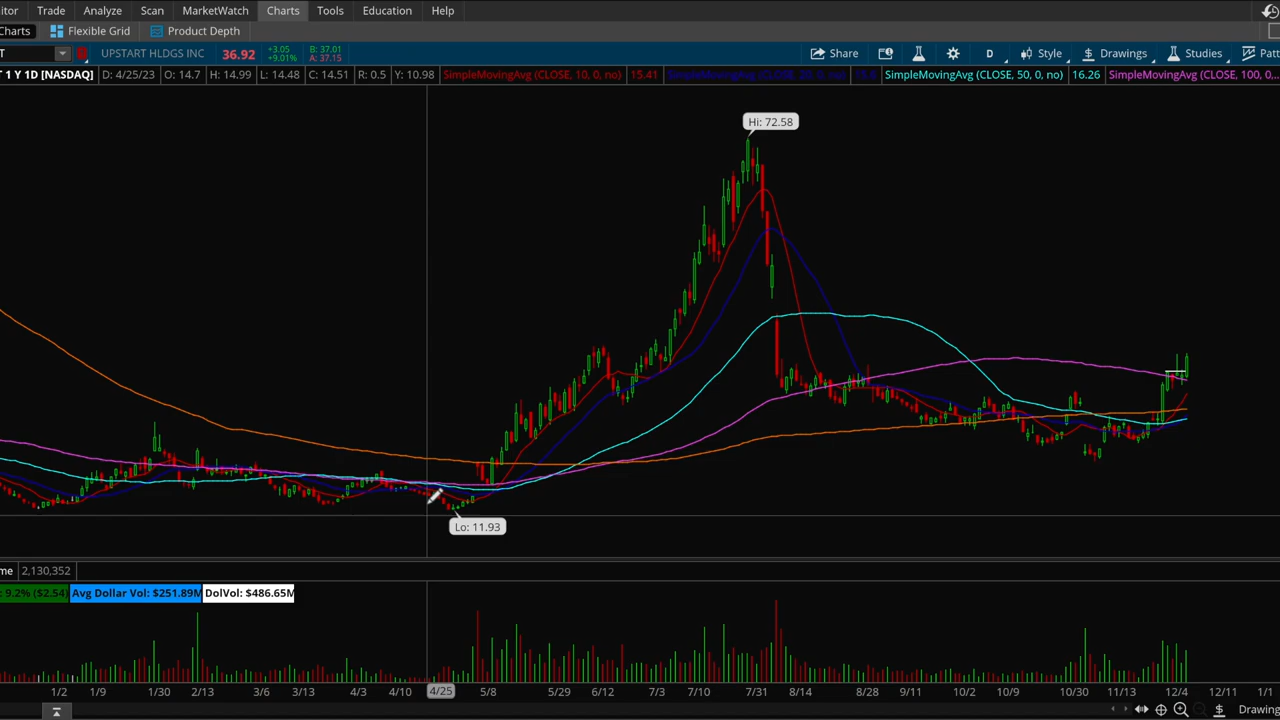 itor Trade Analyze Scan MarketWatch Charts Tools Education Help
Charts Flexible Grid Product Depth
T UPSTART HLDGS INC 36.92 +3.05 +9.01% B: 37.01 A: 37.15 Share D Style Drawings Studies Patt
T 1 Y 1D [NASDAQ] D: 4/25/23 O: 14.7 H: 14.99 L: 14.48 C: 14.51 R: 0.5 Y: 10.98 SimpleMovingAvg (CLOSE, 10, 0, no) 15.41 SimpleMovingAvg (CLOSE, 50, 0, no) 16.26 SimpleMovingAvg (CLOSE, 100, 0,...
Hi: 72.58
Lo: 11.93
me 2,130,352
: 9.2% ($2.54) Avg Dollar Vol: $251.89M DolVol: $486.65M
1/2 1/9 1/30 2/13 3/6 3/13 4/3 4/10 4/25 5/8 5/29 6/12 7/3 7/10 7/31 8/14 8/28 9/11 10/2 10/9 10/30 11/13 12/4 12/11 1/1
$ Drawing